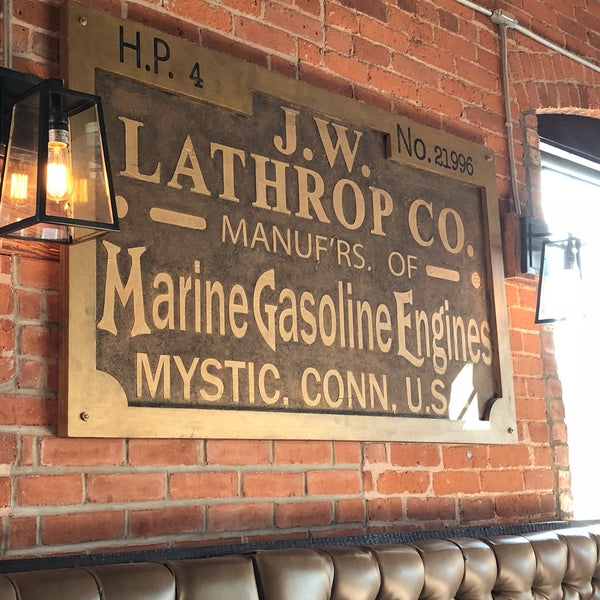 H.P. 4
No. 21996
J.W.
LATHROP CO.
MANUF'RS. OF
Marine Gasoline Engines
MYSTIC, CONN, U.S.